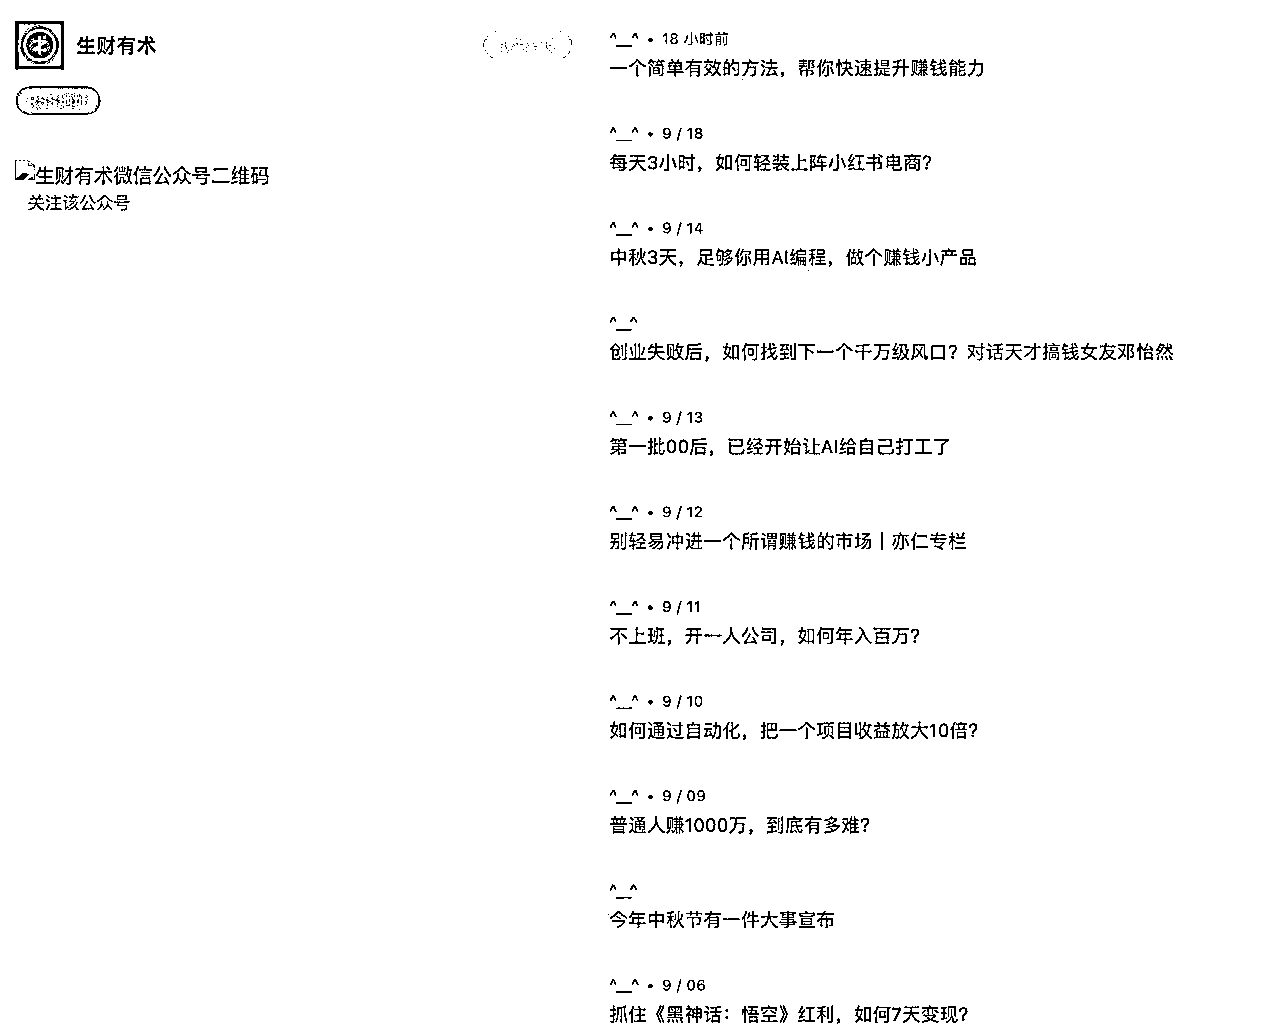 生财有术
生财有术微信公众号二维码
关注该公众号
^__^ • 18 小时前
一个简单有效的方法，帮你快速提升赚钱能力
^__^ • 9 / 18
每天3小时，如何轻装上阵小红书电商？
^__^ • 9 / 14
中秋3天，足够你用AI编程，做个赚钱小产品
^__^
创业失败后，如何找到下一个千万级风口？对话天才搞钱女友邓怡然
^__^ • 9 / 13
第一批00后，已经开始让AI给自己打工了
^__^ • 9 / 12
别轻易冲进一个所谓赚钱的市场｜亦仁专栏
^__^ • 9 / 11
不上班，开一人公司，如何年入百万？
^__^ • 9 / 10
如何通过自动化，把一个项目收益放大10倍？
^__^ • 9 / 09
普通人赚1000万，到底有多难？
^__^
今年中秋节有一件大事宣布
^__^ • 9 / 06
抓住《黑神话：悟空》红利，如何7天变现？